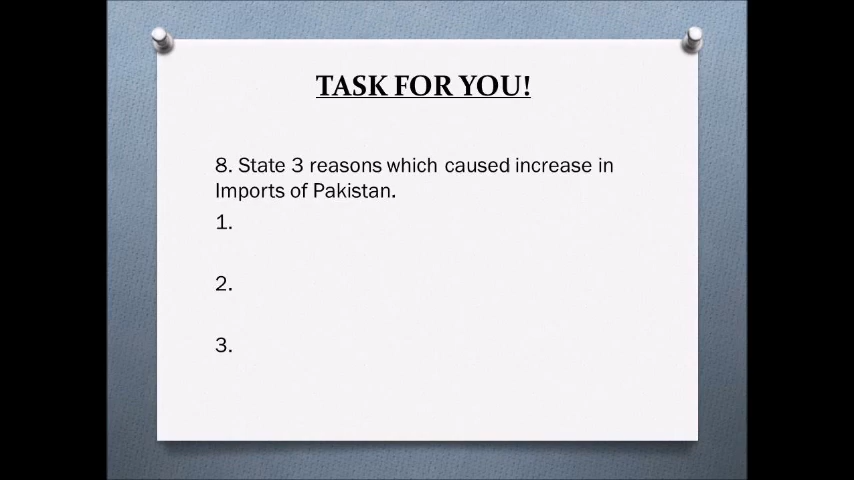 TASK FOR YOU!
8. State 3 reasons which caused increase in
Imports of Pakistan.
1.
2.
3.